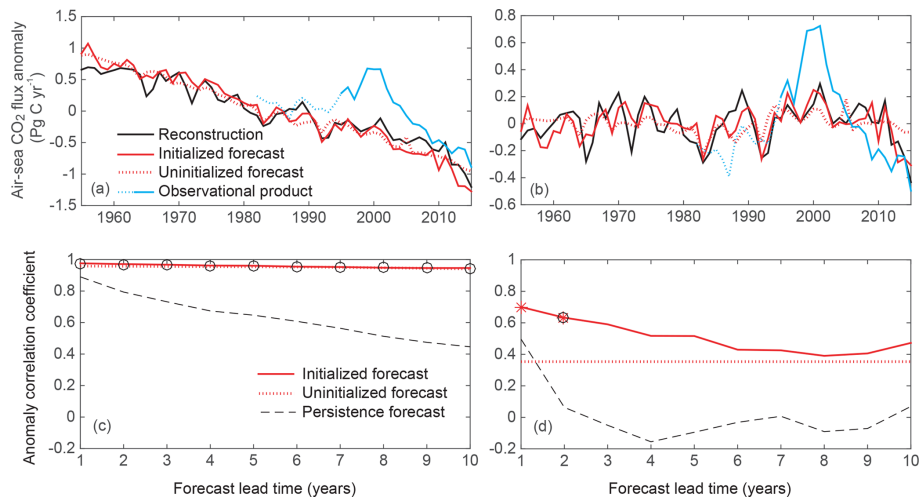 Air-sea CO2 flux anomaly
(Pg C yr-1)
1.5
1
0.5
0
-0.5
-1
-1.5
Reconstruction
Initialized forecast
Uninitialized forecast
Observational product
(a)
1960 1970 1980 1990 2000 2010
0.8
0.6
0.4
0.2
0
-0.2
-0.4
-0.6
(b)
1960 1970 1980 1990 2000 2010
Anomaly correlation coefficient
1
0.8
0.6
0.4
0.2
0
-0.2
Initialized forecast
Uninitialized forecast
Persistence forecast
(c)
1 2 3 4 5 6 7 8 9 10
Forecast lead time (years)
1
0.8
0.6
0.4
0.2
0
-0.2
(d)
1 2 3 4 5 6 7 8 9 10
Forecast lead time (years)